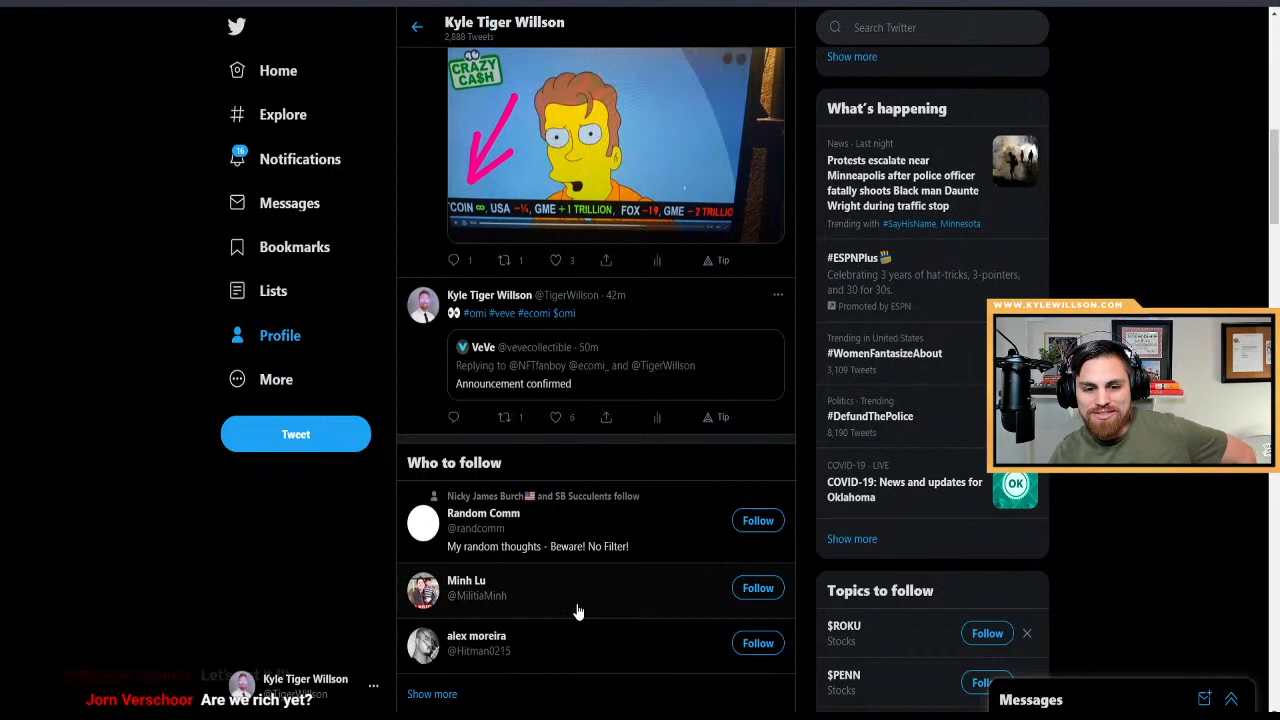 Home
Explore
16
Notifications
Messages
Bookmarks
Lists
Profile
More
Tweet
Kyle Tiger Willson
2,888 Tweets
CRAZY
CA$H
TCOIN ∞, USA -⅙, GME +1 TRILLION, FOX -19, GME -2 TRILLIO
1 1 3 Tip
Kyle Tiger Willson @TigerWillson · 42m
👀 #omi #veve #ecomi $omi
VeVe @vevecollectible · 50m
Replying to @NFTfanboy @ecomi_ and @TigerWillson
Announcement confirmed
1 6 Tip
Who to follow
Nicky James Burch🇺🇸 and SB Succulents follow
Random Comm
@randcomm
Follow
My random thoughts - Beware! No Filter!
Minh Lu
@MilitiaMinh
Follow
alex moreira
@Hitman0215
Follow
Show more
Search Twitter
Show more
What's happening
News · Last night
Protests escalate near
Minneapolis after police officer
fatally shoots Black man Daunte
Wright during traffic stop
Trending with #SayHisName, Minnesota
#ESPNPlus
Celebrating 3 years of hat-tricks, 3-pointers,
and 30 for 30s.
Promoted by ESPN
Trending in United States
#WomenFantasizeAbout
3,109 Tweets
Politics · Trending
#DefundThePolice
8,190 Tweets
COVID-19 · LIVE
COVID-19: News and updates for
Oklahoma
OK
Show more
Topics to follow
$ROKU
Stocks
Follow
$PENN
Stocks
Messages
WWW.KYLEWILLSON.COM
Kyle Tiger Willson
@TigerWillson
Jorn Verschoor Are we rich yet?